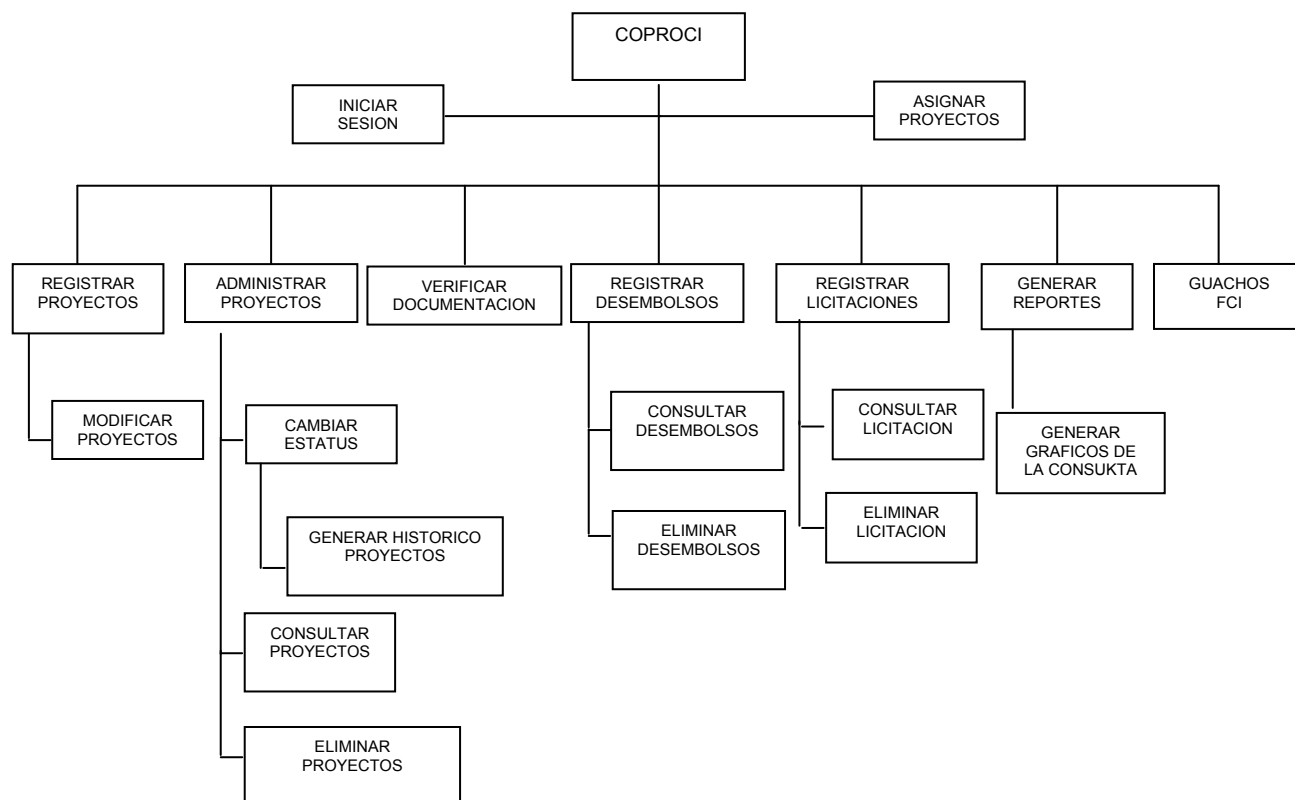 COPROCI
INICIAR
SESION
ASIGNAR
PROYECTOS
REGISTRAR
PROYECTOS
ADMINISTRAR
PROYECTOS
VERIFICAR
DOCUMENTACION
REGISTRAR
DESEMBOLSOS
REGISTRAR
LICITACIONES
GENERAR
REPORTES
GUACHOS
FCI
MODIFICAR
PROYECTOS
CAMBIAR
ESTATUS
GENERAR HISTORICO
PROYECTOS
CONSULTAR
PROYECTOS
ELIMINAR
PROYECTOS
CONSULTAR
DESEMBOLSOS
ELIMINAR
DESEMBOLSOS
CONSULTAR
LICITACION
ELIMINAR
LICITACION
GENERAR
GRAFICOS DE
LA CONSUKTA